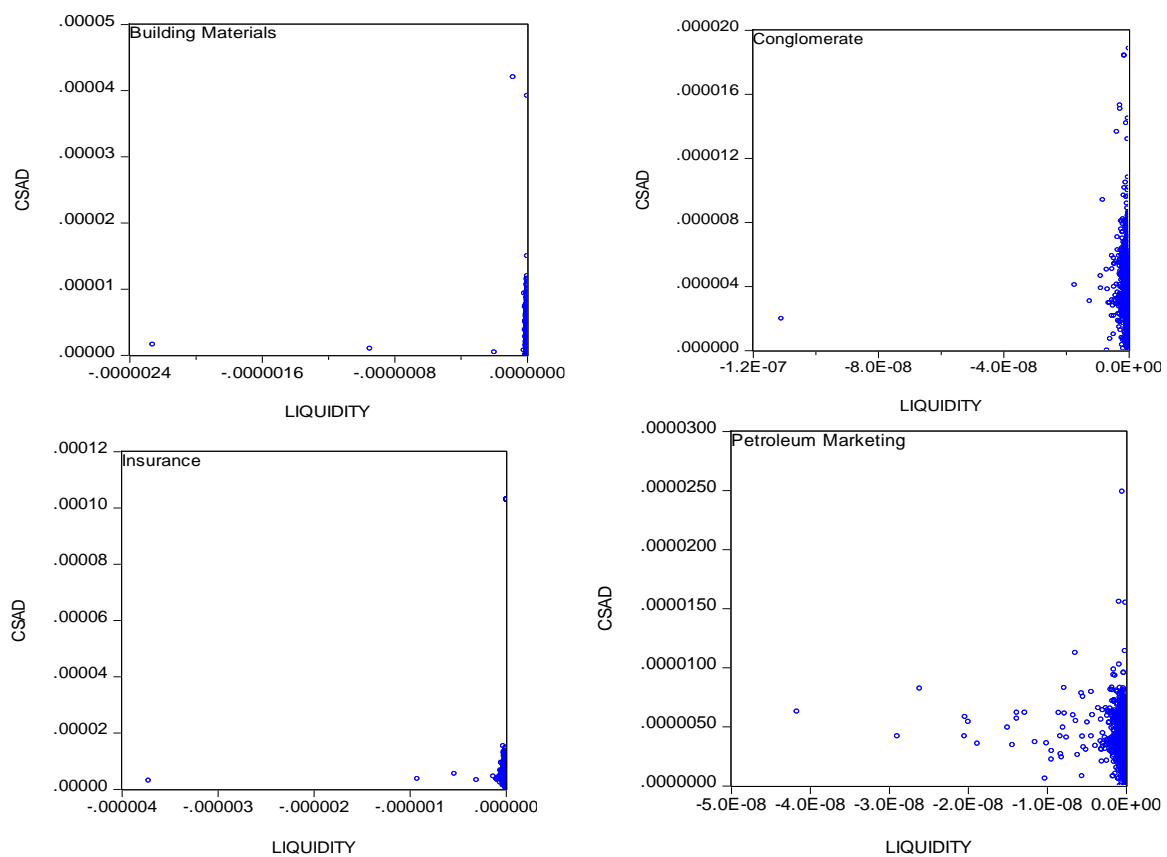 Building Materials
.00005
.00004
.00003
.00002
.00001
.00000
CSAD
-.0000024 -.0000016 -.0000008 .0000000
LIQUIDITY
Conglomerate
.000020
.000016
.000012
.000008
.000004
.000000
CSAD
-1.2E-07 -8.0E-08 -4.0E-08 0.0E+00
LIQUIDITY
Insurance
.00012
.00010
.00008
.00006
.00004
.00002
.00000
CSAD
-.000004 -.000003 -.000002 -.000001 .000000
LIQUIDITY
Petroleum Marketing
.0000300
.0000250
.0000200
.0000150
.0000100
.0000050
.0000000
CSAD
-5.0E-08 -4.0E-08 -3.0E-08 -2.0E-08 -1.0E-08 0.0E+00
LIQUIDITY